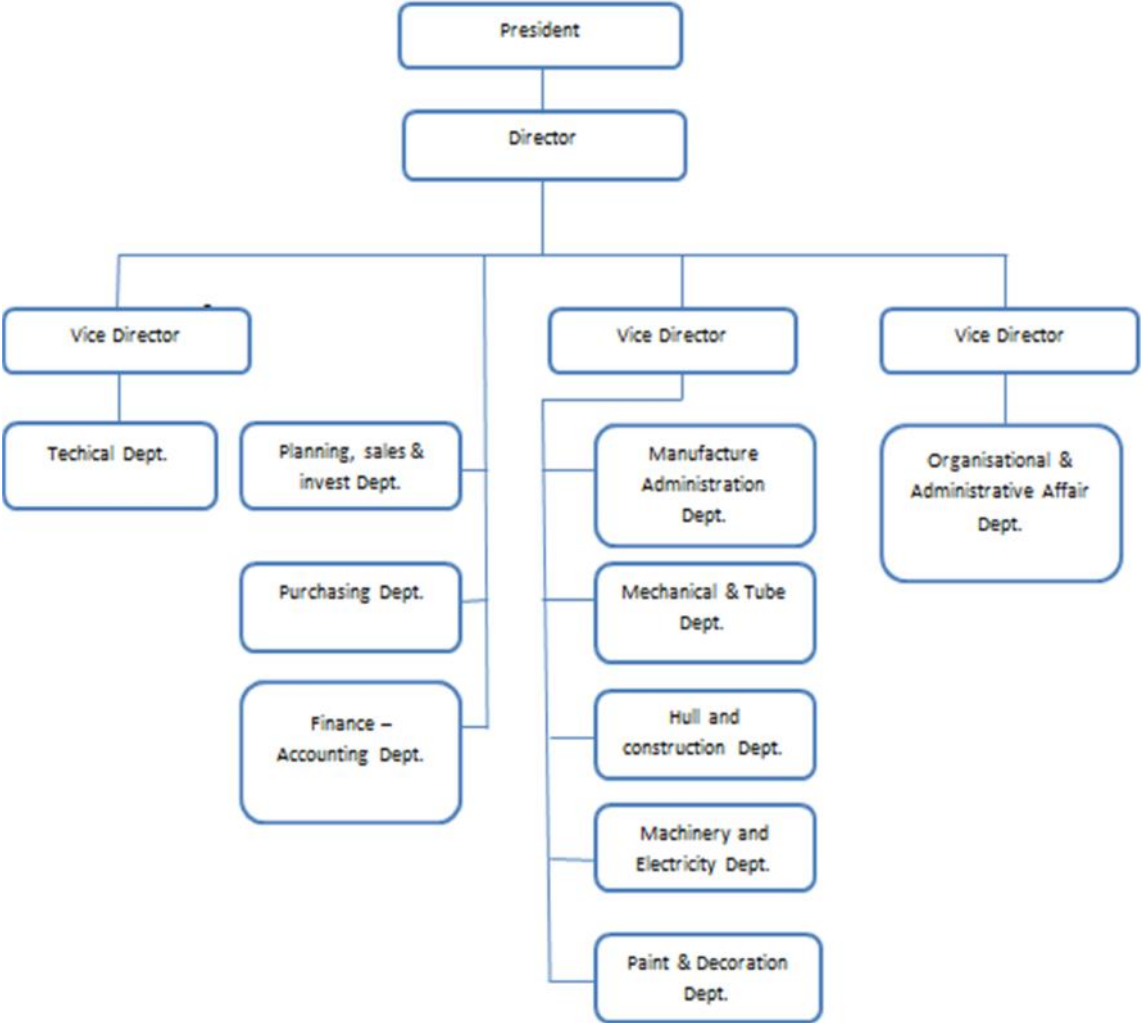 President
Director
Vice Director
Vice Director
Vice Director
Techical Dept.
Planning, sales &
invest Dept.
Purchasing Dept.
Finance –
Accounting Dept.
Manufacture
Administration
Dept.
Mechanical & Tube
Dept.
Hull and
construction Dept.
Machinery and
Electricity Dept.
Paint & Decoration
Dept.
Organisational &
Administrative Affair
Dept.